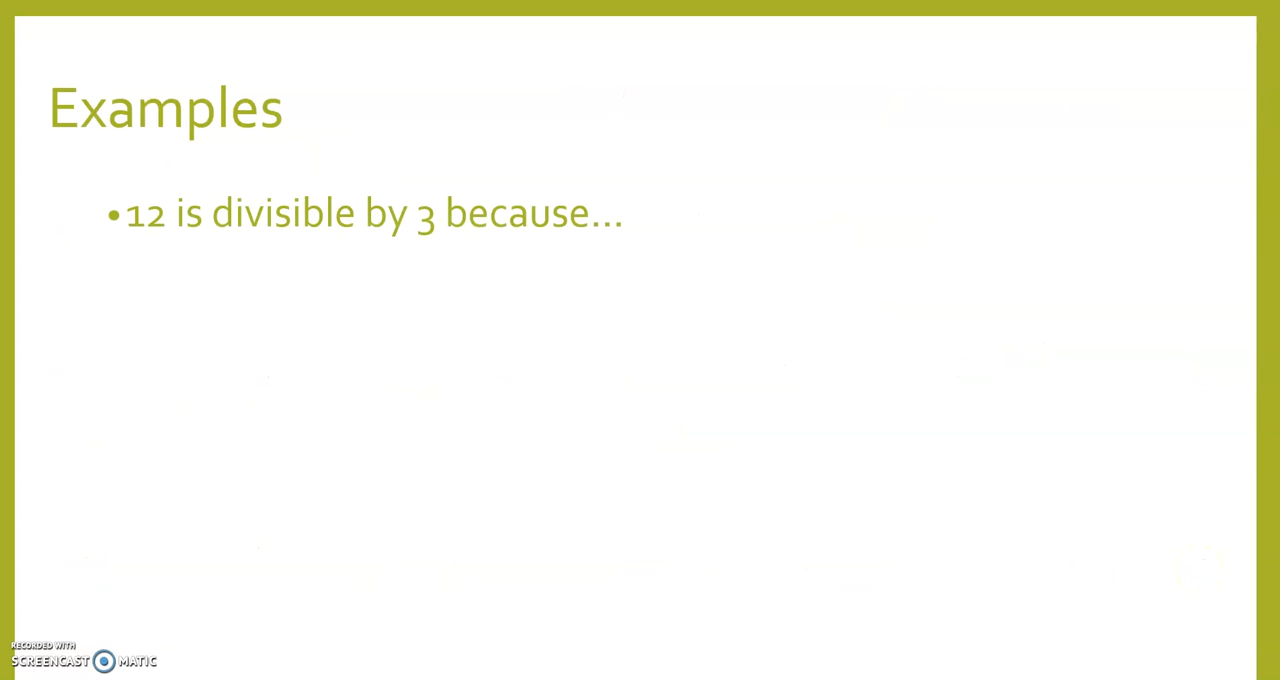 Examples
•12 is divisible by 3 because...
RECORDED WITH
SCREENCAST MATIC